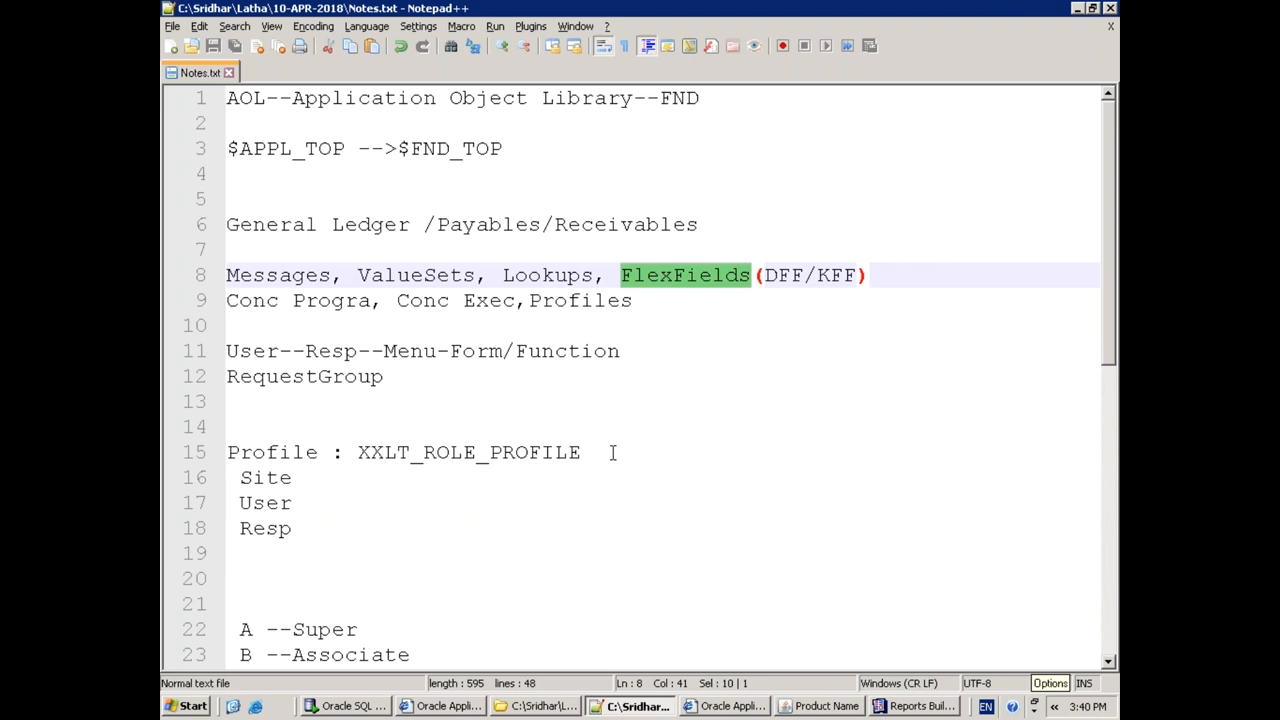 C:\Sridhar\Latha\10-APR-2018\Notes.txt - Notepad++
File Edit Search View Encoding Language Settings Macro Run Plugins Window ? X
Notes.txt
1 AOL--Application Object Library--FND
2
3 $APPL_TOP -->$FND_TOP
4
5
6 General Ledger /Payables/Receivables
7
8 Messages, ValueSets, Lookups, FlexFields(DFF/KFF)
9 Conc Progra, Conc Exec,Profiles
10
11 User--Resp--Menu-Form/Function
12 RequestGroup
13
14
15 Profile : XXLT_ROLE_PROFILE
16 Site
17 User
18 Resp
19
20
21
22 A --Super
23 B --Associate
Normal text file length : 595 lines : 48 Ln : 8 Col : 41 Sel : 10 | 1 Windows (CR LF) UTF-8 Options INS
Start Oracle SQL ... Oracle Appli... C:\Sridhar\L... C:\Sridhar... Oracle Appli... Product Name Reports Buil... EN « 3:40 PM